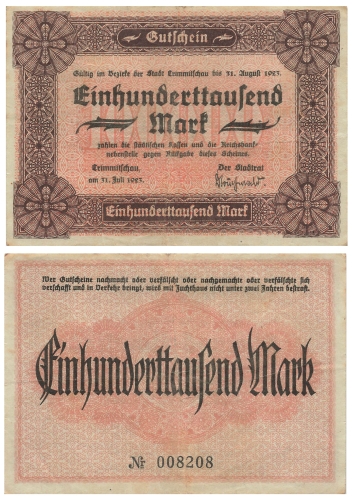 Gutschein
Gültig im Bezirke der Stadt Crimmitschau bis 31. August 1923.
Einhunderttausend
Mark
zahlen die städtischen Kassen und die Reichsbank-
nebenstelle gegen Rückgabe dieses Scheines.
Crimmitschau,
am 31. Juli 1923.
Der Stadtrat
Einhunderttausend Mark
Wer Gutscheine nachmacht oder verfälscht oder nachgemachte oder verfälschte sich
verschafft und in Verkehr bringt, wird mit Zuchthaus nicht unter zwei Jahren bestraft.
Einhunderttausend Mark
№ 008208